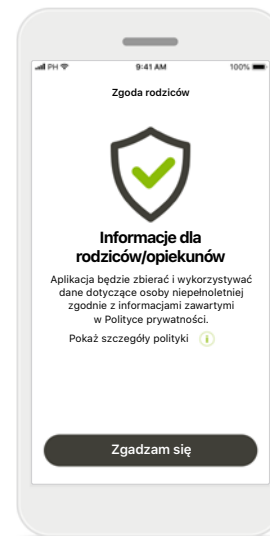 PH 9:41 AM 100%
Zgoda rodziców
Informacje dla
rodziców/opiekunów
Aplikacja będzie zbierać i wykorzystywać
dane dotyczące osoby niepełnoletniej
zgodnie z informacjami zawartymi
w Polityce prywatności.
Pokaż szczegóły polityki i
Zgadzam się